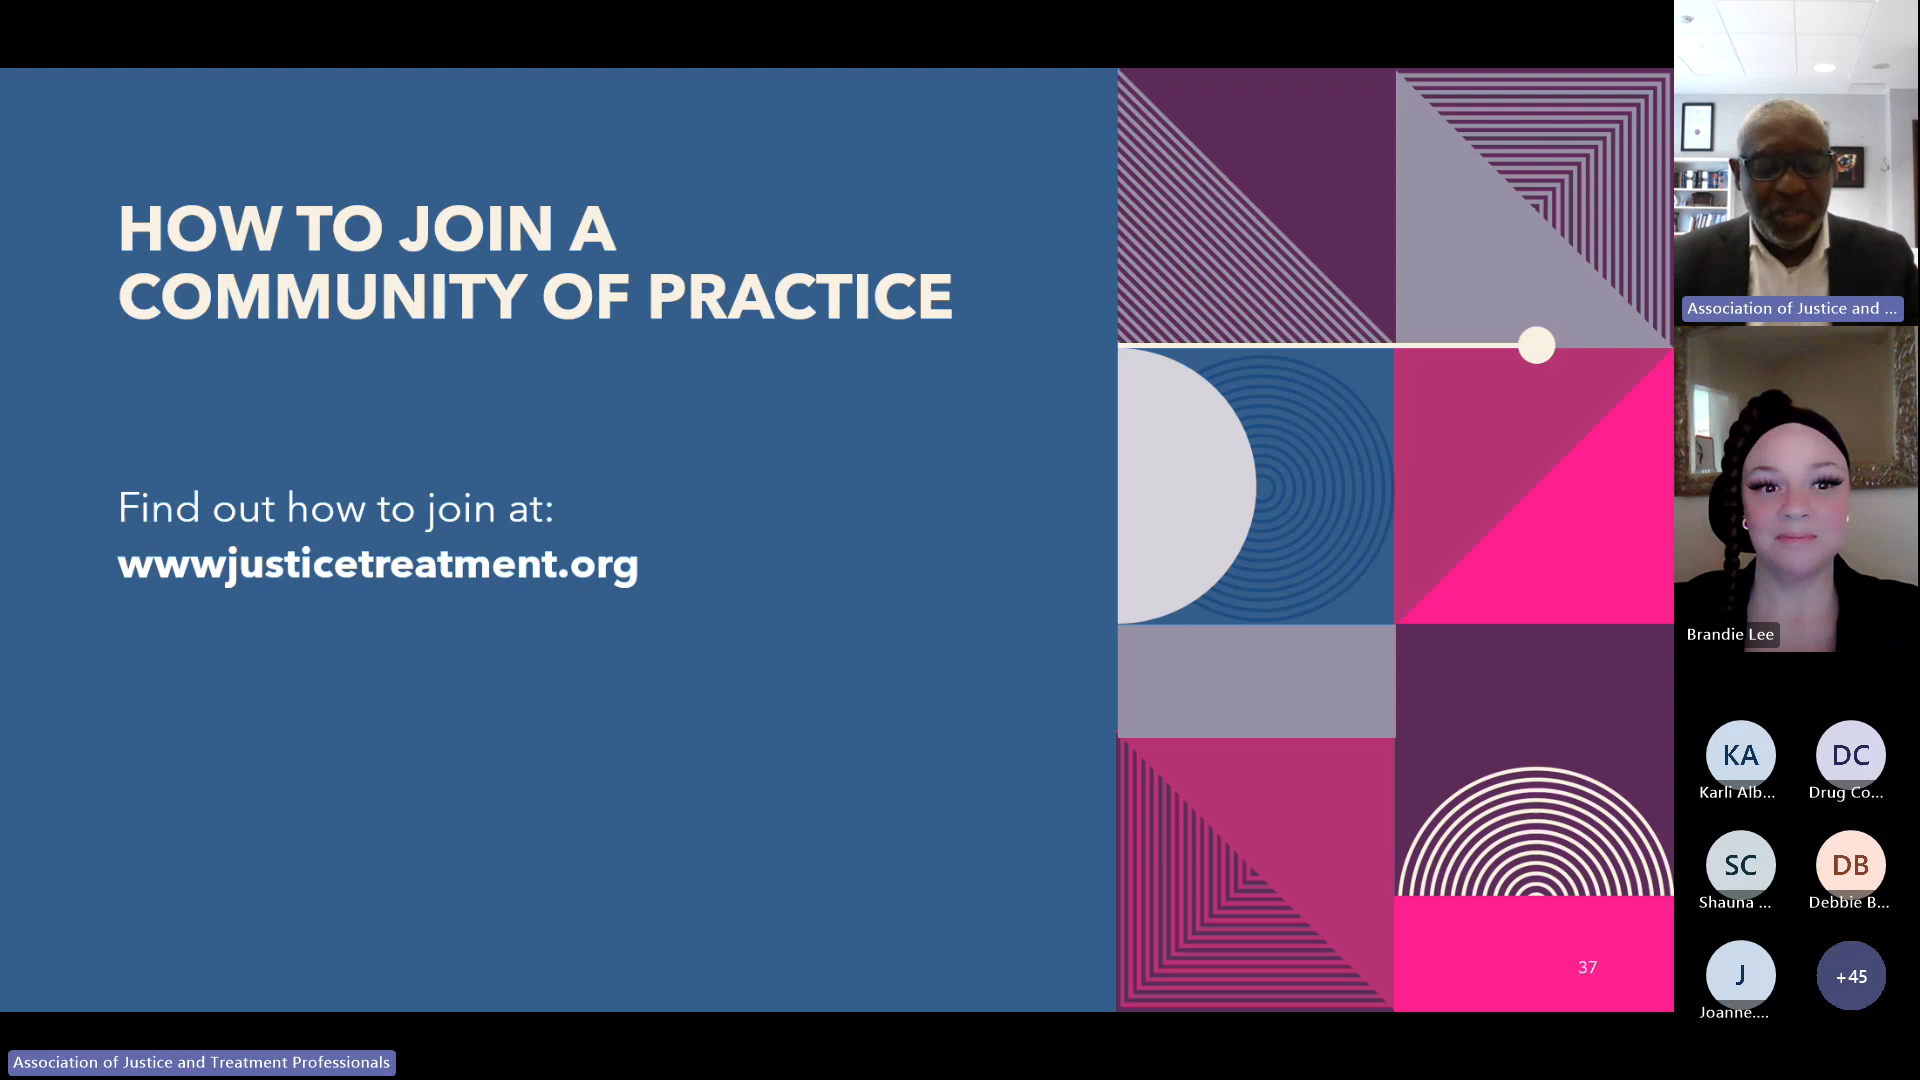 HOW TO JOIN A
COMMUNITY OF PRACTICE
Find out how to join at:
wwwjusticetreatment.org
37
Association of Justice and ...
Brandie Lee
KA
Karli Alb...
DC
Drug Co...
SC
Shauna ...
DB
Debbie B...
J
Joanne....
+45
Association of Justice and Treatment Professionals